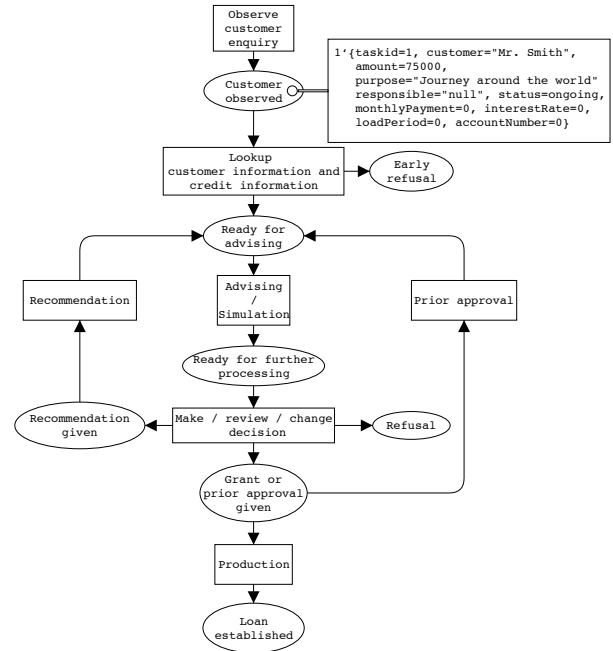 Observe
customer
enquiry
1‘{taskid=1, customer="Mr. Smith",
amount=75000,
purpose="Journey around the world"
responsible="null", status=ongoing,
monthlyPayment=0, interestRate=0,
loadPeriod=0, accountNumber=0}
Customer
observed
Lookup
customer information and
credit information
Early
refusal
Ready for
advising
Recommendation
Advising
/
Simulation
Prior approval
Ready for further
processing
Recommendation
given
Make / review / change
decision
Refusal
Grant or
prior approval
given
Production
Loan
established